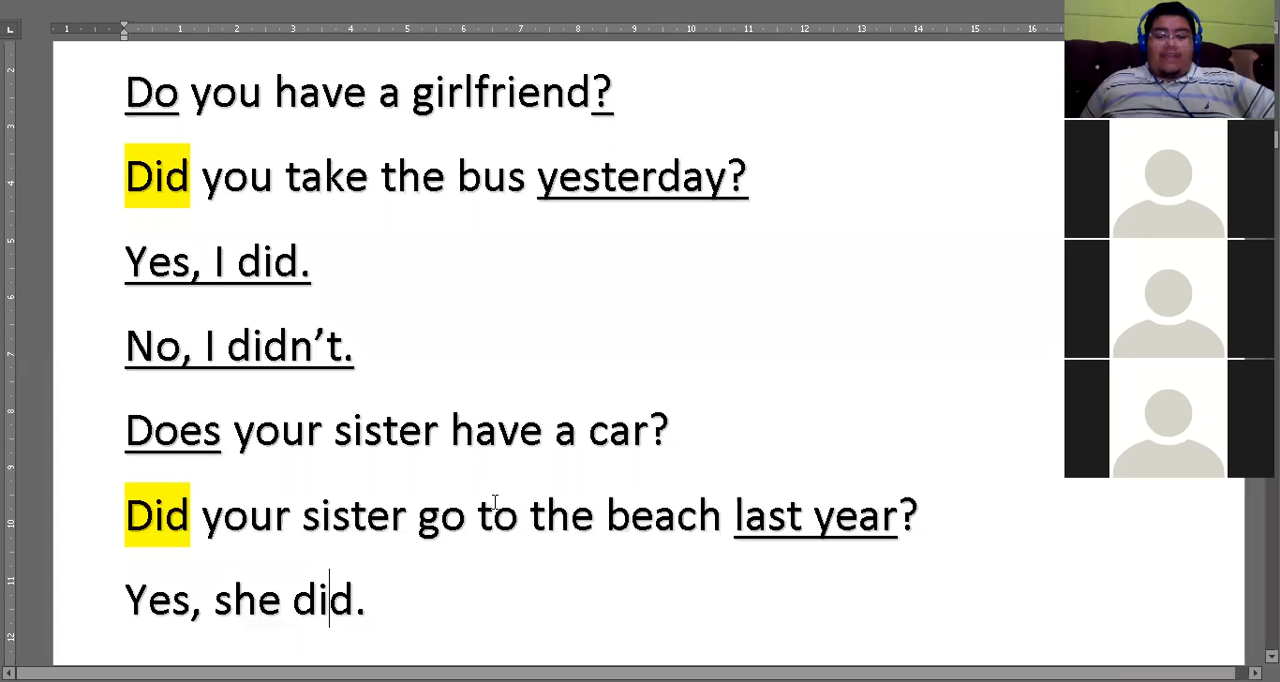 Do you have a girlfriend?
Did you take the bus yesterday?
Yes, I did.
No, I didn’t.
Does your sister have a car?
Did your sister go to the beach last year?
Yes, she did.